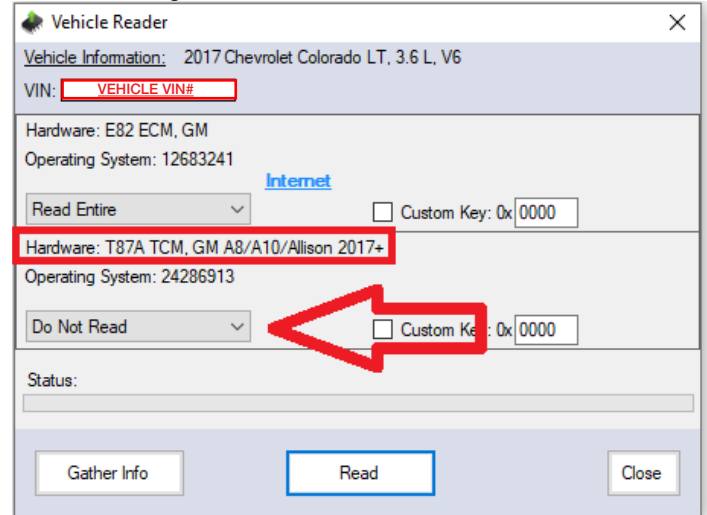 Vehicle Reader
Vehicle Information: 2017 Chevrolet Colorado LT, 3.6 L, V6
VIN: VEHICLE VIN#
Hardware: E82 ECM, GM
Operating System: 12683241
Internet
Read Entire Custom Key: 0x 0000
Hardware: T87A TCM, GM A8/A10/Allison 2017+
Operating System: 24286913
Do Not Read Custom Key: 0x 0000
Status:
Gather Info Read Close